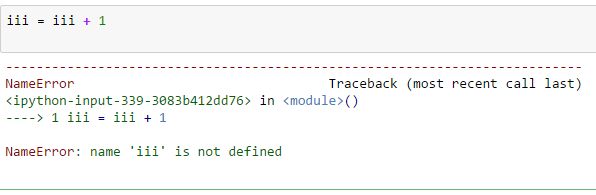 iii = iii + 1
---------------------------------------------------------------------------
NameError                                 Traceback (most recent call last)
<ipython-input-339-3083b412dd76> in <module>()
----> 1 iii = iii + 1

NameError: name 'iii' is not defined